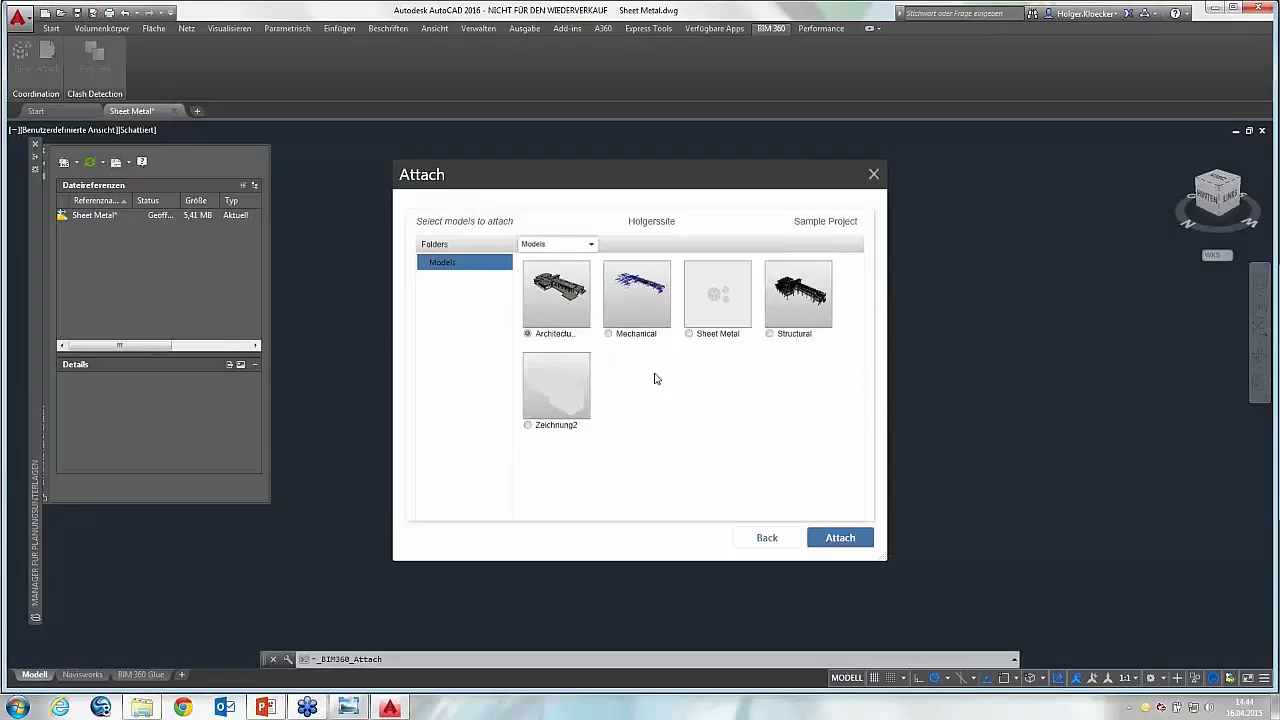 Autodesk AutoCAD 2016 - NICHT FÜR DEN WIEDERVERKAUF Sheet Metal.dwg
Stichwort oder Frage eingeben
Holger.Kloecker
Start Volumenkörper Fläche Netz Visualisieren Parametrisch Einfügen Beschriften Ansicht Verwalten Ausgabe Add-ins A360 Express Tools Verfügbare Apps BIM 360 Performance
Glue Attach
Coordination Clash Detection
Start Sheet Metal*
[−][Benutzerdefinierte Ansicht][Schattiert]
Dateireferenzen
Referenzna... Status Größe Typ
Sheet Metal* Geöff... 5,41 MB Aktuell
Details
MANAGER FÜR PLANUNGSUNTERLAGEN
Attach
Select models to attach Holgerssite Sample Project
Folders Models
Models
Architectu.. Mechanical Sheet Metal Structural
Zeichnung2
Back Attach
HINTEN LINKS
WKS
_BIM360_Attach
Modell Navisworks BIM 360 Glue
MODELL 1:1
14:44
16.04.2015